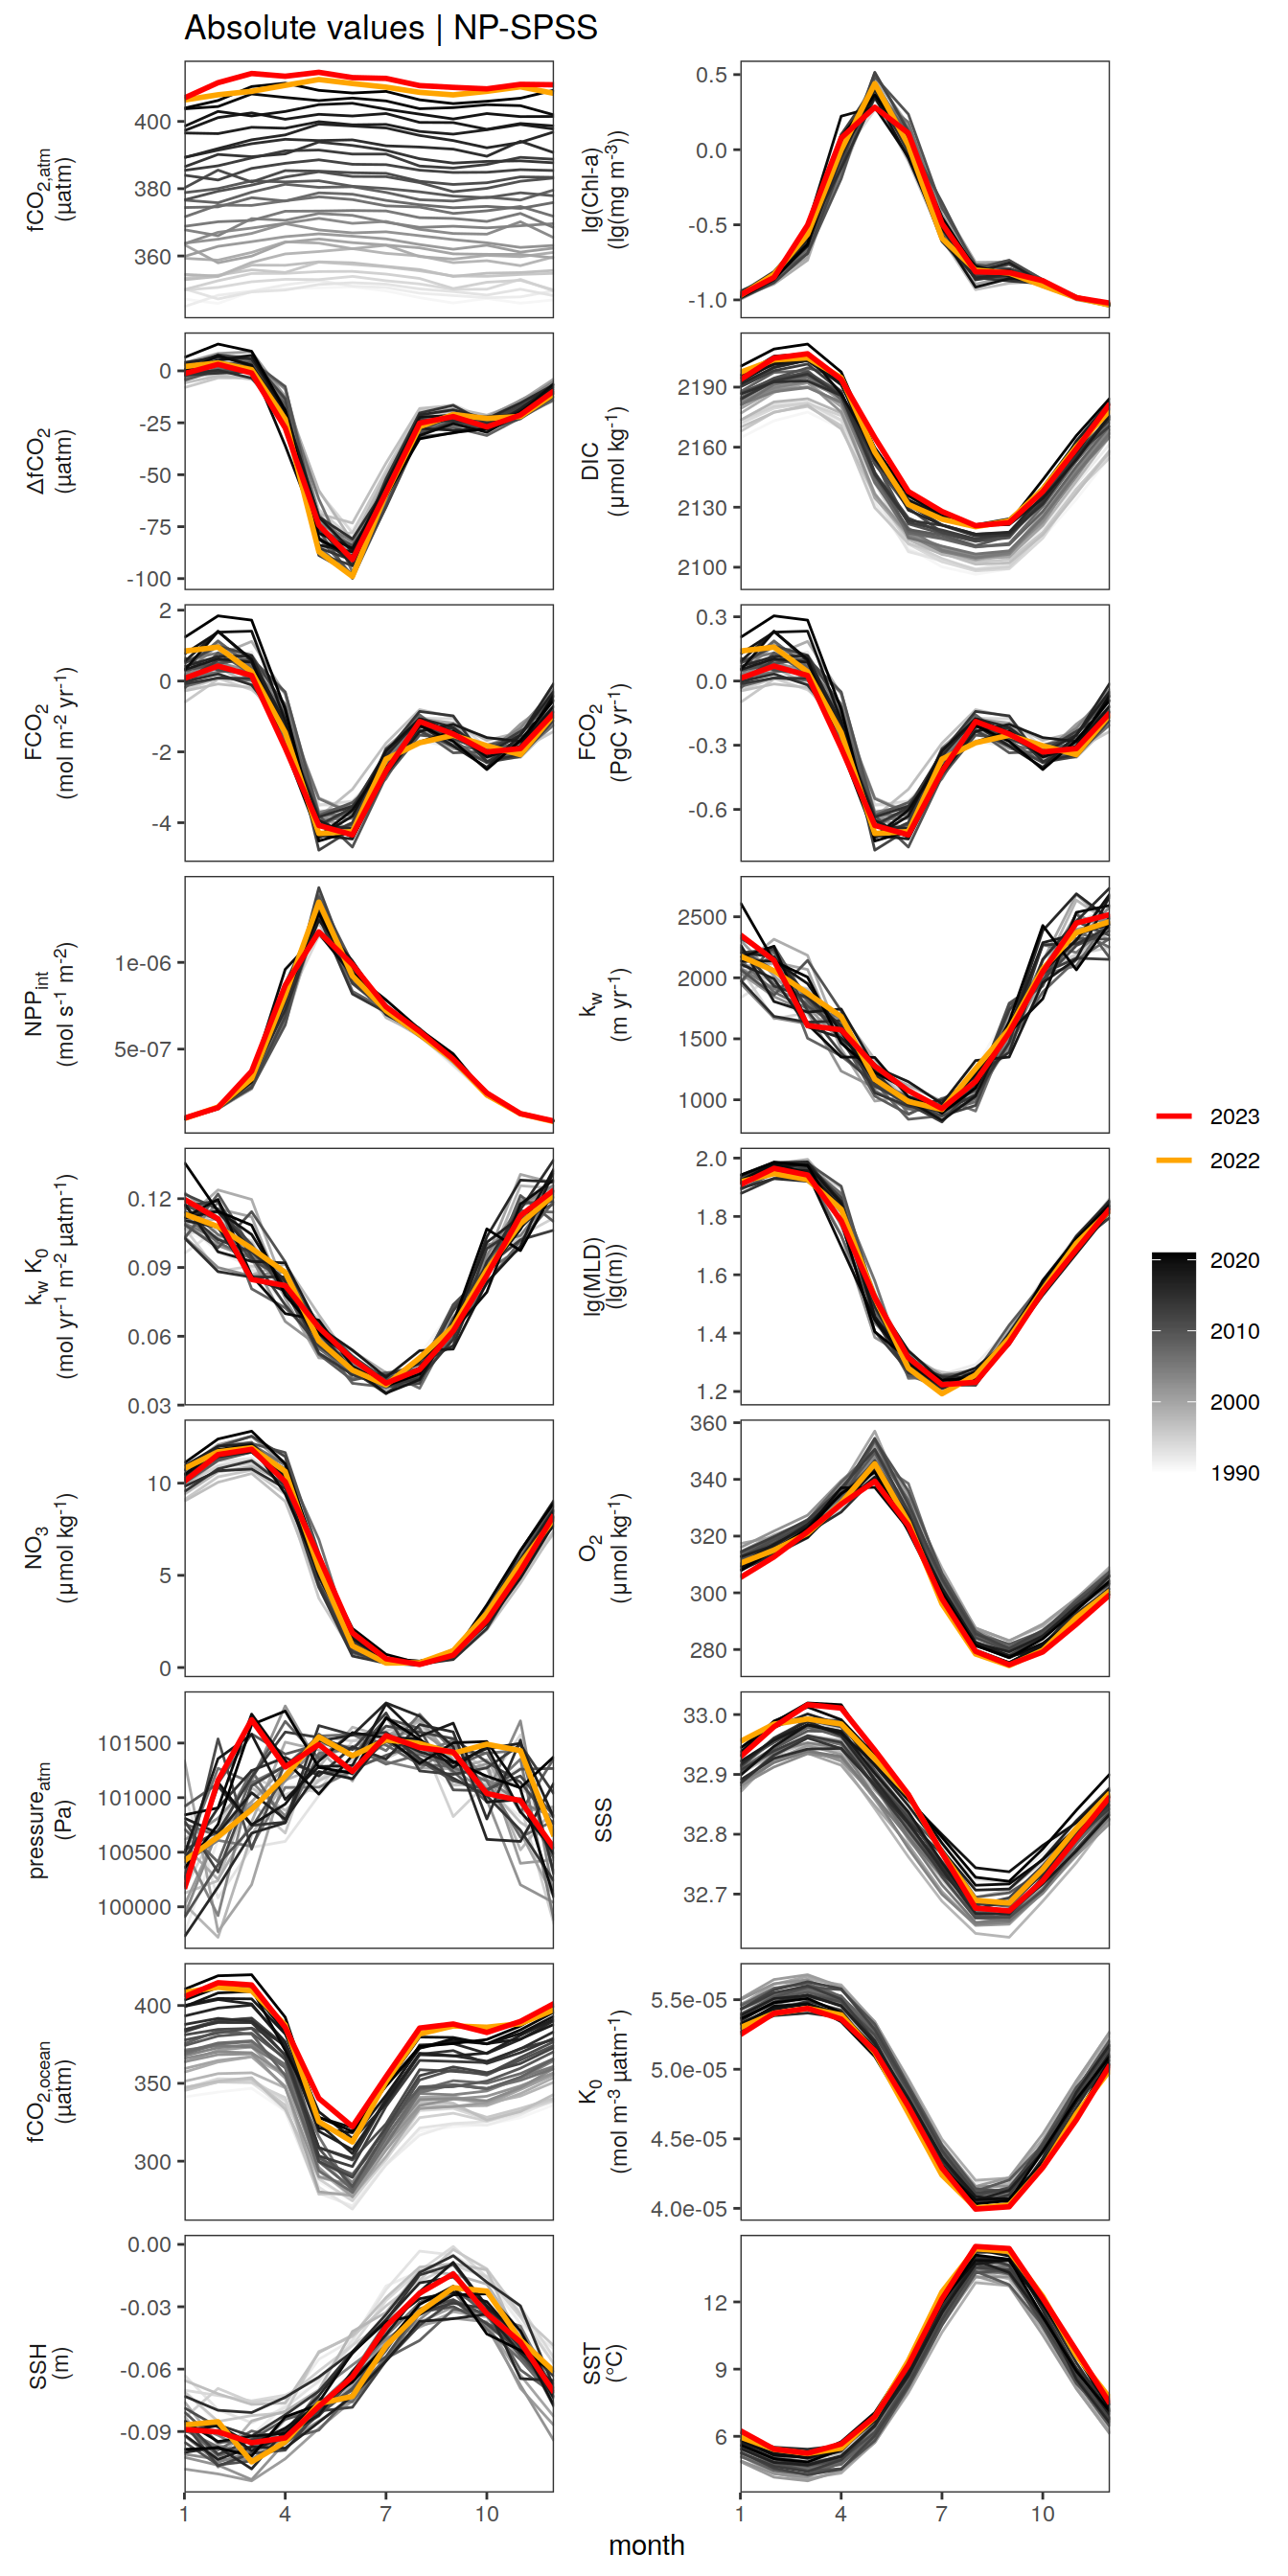 Absolute values | NP-SPSS
fCO2,atm
(µatm)
400
380
360
lg(Chl-a)
(lg(mg m-3))
0.5
0.0
-0.5
-1.0
ΔfCO2
(µatm)
0
-25
-50
-75
-100
DIC
(µmol kg-1)
2190
2160
2130
2100
FCO2
(mol m-2 yr-1)
2
0
-2
-4
FCO2
(PgC yr-1)
0.3
0.0
-0.3
-0.6
NPPint
(mol s-1 m-2)
1e-06
5e-07
kw
(m yr-1)
2500
2000
1500
1000
kw K0
(mol yr-1 m-2 µatm-1)
0.12
0.09
0.06
0.03
lg(MLD)
(lg(m))
2.0
1.8
1.6
1.4
1.2
NO3
(µmol kg-1)
10
5
0
O2
(µmol kg-1)
360
340
320
300
280
pressureatm
(Pa)
101500
101000
100500
100000
SSS
33.0
32.9
32.8
32.7
fCO2,ocean
(µatm)
400
350
300
K0
(mol m-3 µatm-1)
5.5e-05
5.0e-05
4.5e-05
4.0e-05
SSH
(m)
0.00
-0.03
-0.06
-0.09
SST
(°C)
12
9
6
1 4 7 10
1 4 7 10
month
2023
2022
2020
2010
2000
1990